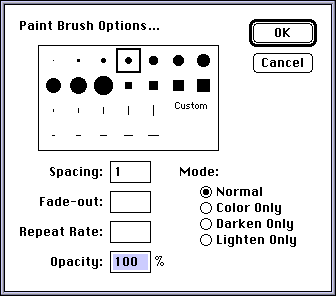 Paint Brush Options...
OK
Cancel
Custom
Spacing: 1
Mode:
Normal
Fade-out:
Color Only
Darken Only
Repeat Rate:
Lighten Only
Opacity: 100 %